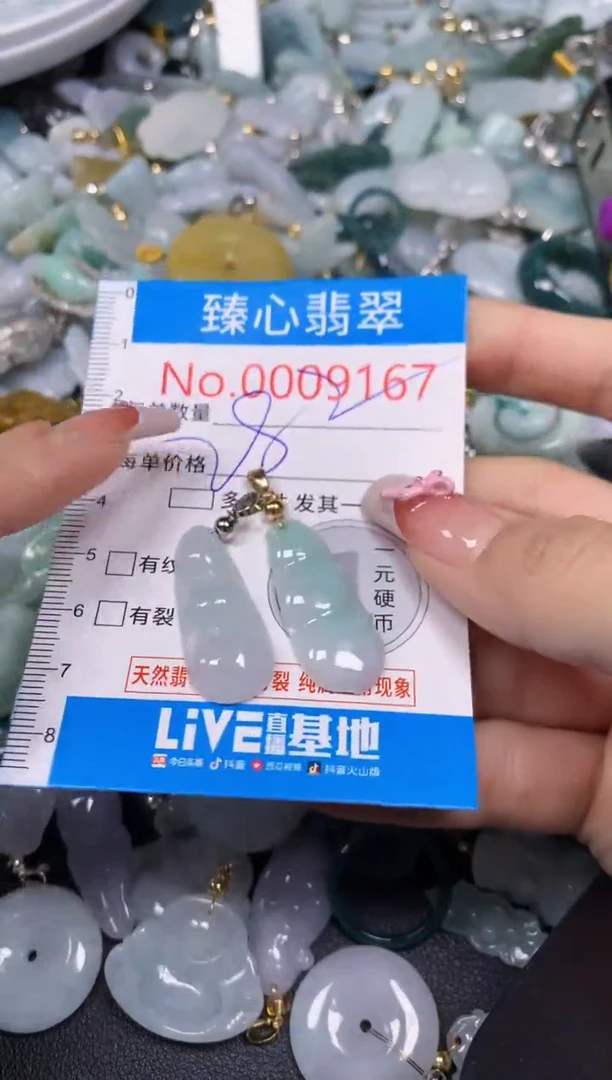 0
臻心翡翠
1
No.0009167
2
单数量
28
每单价格
4
发其一
一元硬币
5
有纹
6
有裂
7
天然翡 裂 纯 现象
8
LiVE直播基地
今日头条 抖音 西瓜视频 抖音火山版